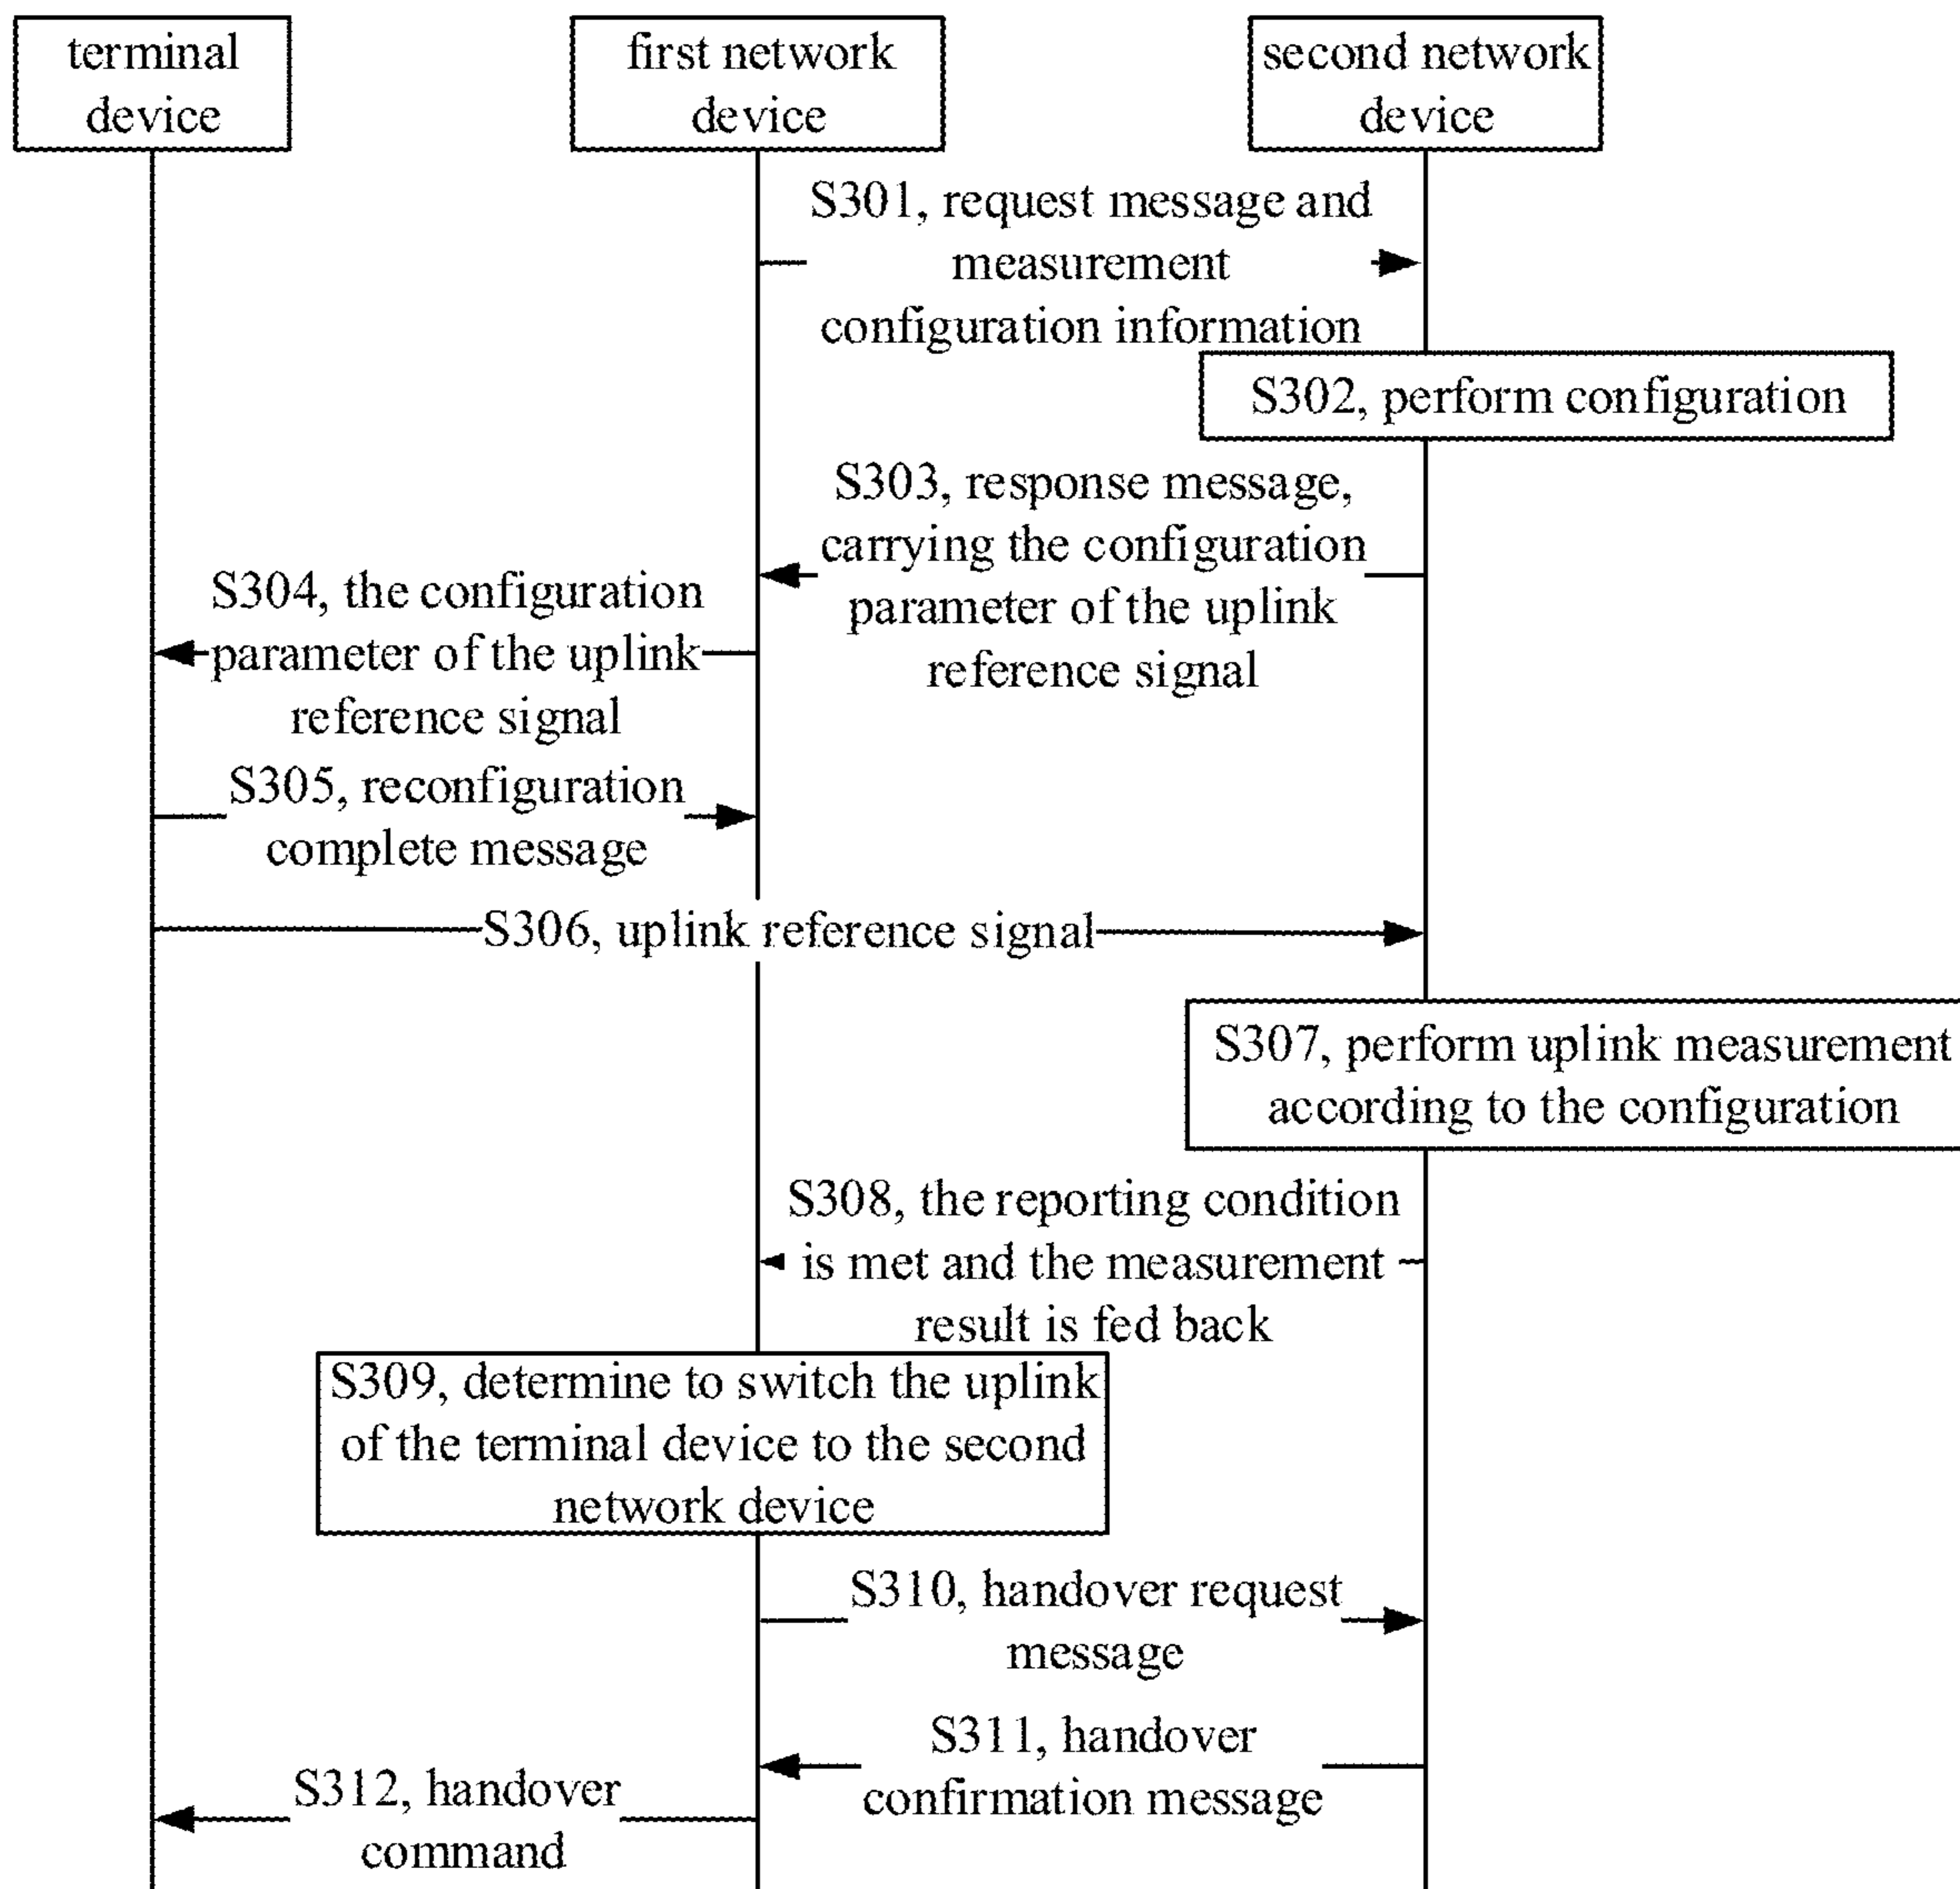 terminal
device
first network
device
second network
device
S301, request message and
measurement
configuration information
S302, perform configuration
S303, response message,
carrying the configuration
parameter of the uplink
reference signal
S304, the configuration
parameter of the uplink
reference signal
S305, reconfiguration
complete message
S306, uplink reference signal
S307, perform uplink measurement
according to the configuration
S308, the reporting condition
is met and the measurement
result is fed back
S309, determine to switch the uplink
of the terminal device to the second
network device
S310, handover request
message
S311, handover
confirmation message
S312, handover
command